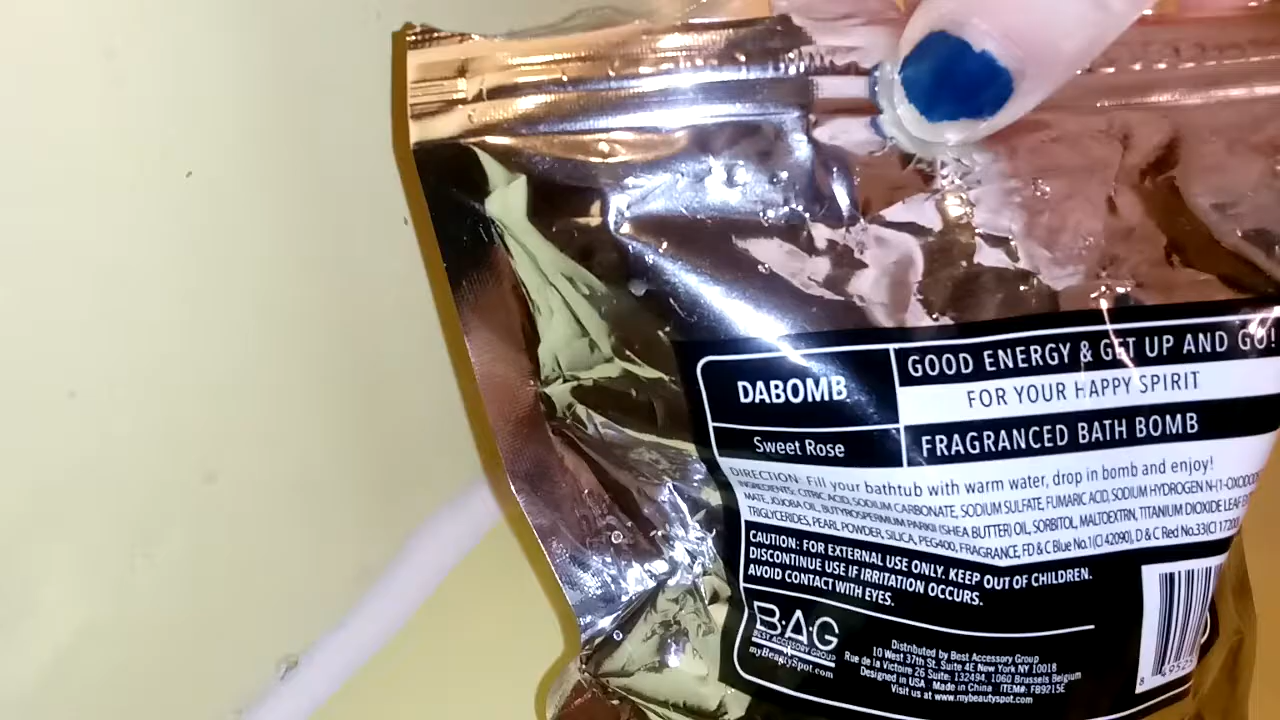 DABOMB
Sweet Rose
GOOD ENERGY & GET UP AND GO!
FOR YOUR HAPPY SPIRIT
FRAGRANCED BATH BOMB
DIRECTION: Fill your bathtub with warm water, drop in bomb and enjoy!
INGREDIENTS: CITRIC ACID, SODIUM CARBONATE, SODIUM SULFATE, FUMARIC ACID, SODIUM HYDROGEN
MATE, JOJOBA OIL, BUTYROSPERMUM PARKII (SHEA BUTTER) OIL, SORBITOL, MALTOEXTRN, TITANIUM DIOXIDE LEAF
TRIGLYCERIDES, PEARL POWDER, SILICA, PEG400, FRAGRANCE, FD & C Blue No.1(CI 42090), D & C Red No.33(CI 17200
CAUTION: FOR EXTERNAL USE ONLY. KEEP OUT OF CHILDREN.
DISCONTINUE USE IF IRRITATION OCCURS.
AVOID CONTACT WITH EYES.
B.A.G
BEST ACCESSORY GROUP
myBeautySpot.com
Distributed by Best Accessory Group
10 West 37th St. Suite 4E New York NY 10018
Rue de la Victoire 26 Suite: 132494, 1060 Brussels Belgium
Designed in USA Made in China ITEM#: FB9215E
Visit us at www.mybeautyspot.com